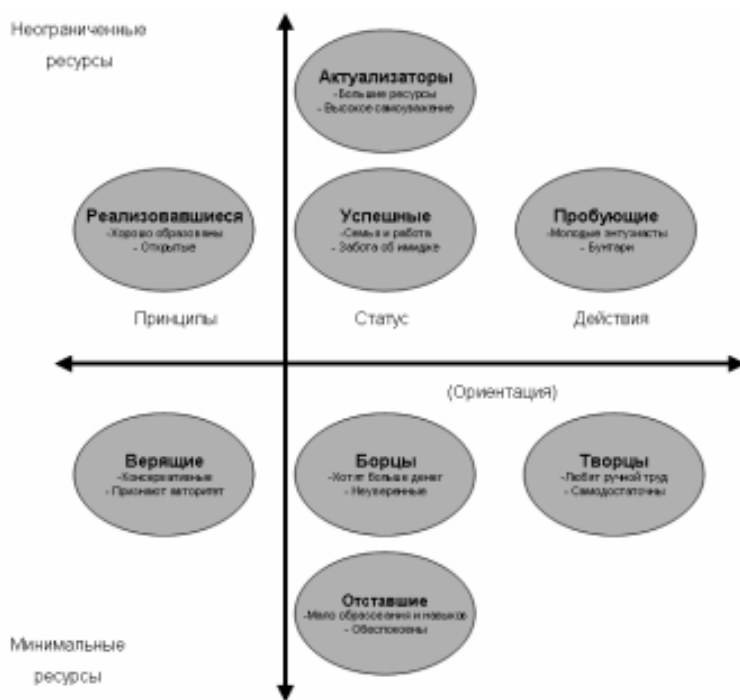 Неограниченные
ресурсы
Актуализаторы
-Большие ресурсы
- Высокое самоуважение
Реализовавшиеся
-Хорошо образованы
- Открытые
Успешные
-Семья и работа
- Забота об имидже
Пробующие
-Молодые энтузиасты
- Бунтари
Принципы
Статус
Действия
(Ориентация)
Верящие
-Консервативные
- Признают авторитет
Борцы
-Хотят больше денег
- Неуверенные
Творцы
-Любят ручной труд
- Самодостаточны
Отставшие
-Мало образования и навыков
- Обеспокоены
Минимальные
ресурсы